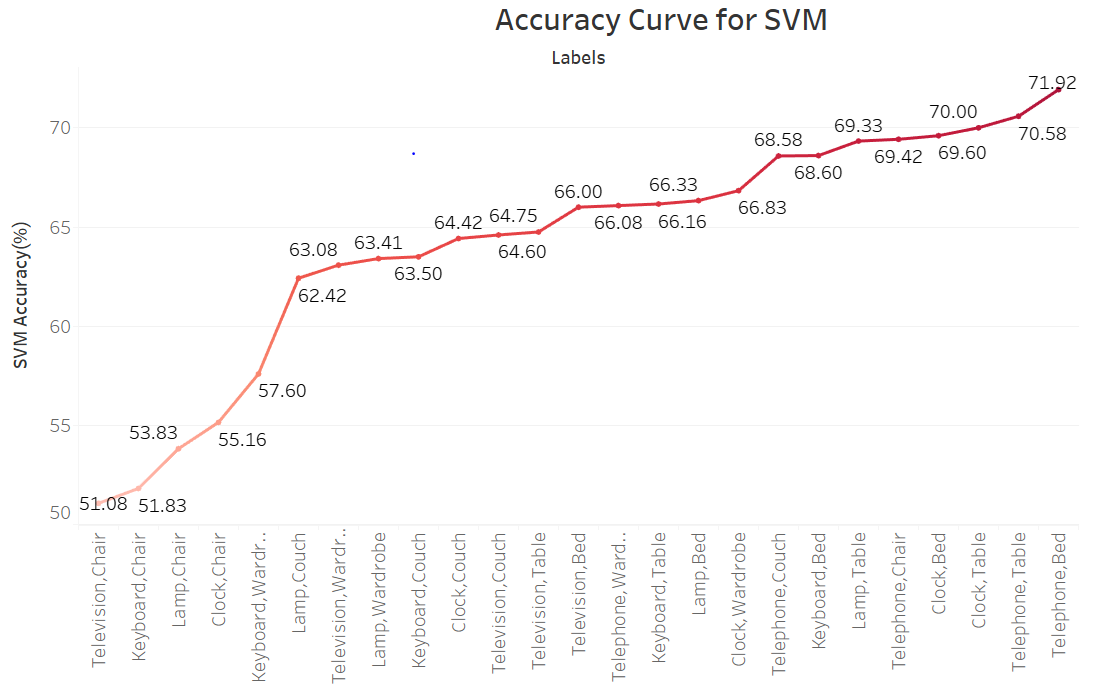 Accuracy Curve for SVM
Labels
SVM Accuracy(%)
70
65
60
55
50
51.08
51.83
53.83
55.16
57.60
62.42
63.08
63.41
63.50
64.42
64.60
64.75
66.00
66.08
66.16
66.33
66.83
68.58
68.60
69.33
69.42
69.60
70.00
70.58
71.92
Television,Chair
Keyboard,Chair
Lamp,Chair
Clock,Chair
Keyboard,Wardr..
Lamp,Couch
Television,Wardr..
Lamp,Wardrobe
Keyboard,Couch
Clock,Couch
Television,Couch
Television,Table
Television,Bed
Telephone,Ward..
Keyboard,Table
Lamp,Bed
Clock,Wardrobe
Telephone,Couch
Keyboard,Bed
Lamp,Table
Telephone,Chair
Clock,Bed
Clock,Table
Telephone,Table
Telephone,Bed